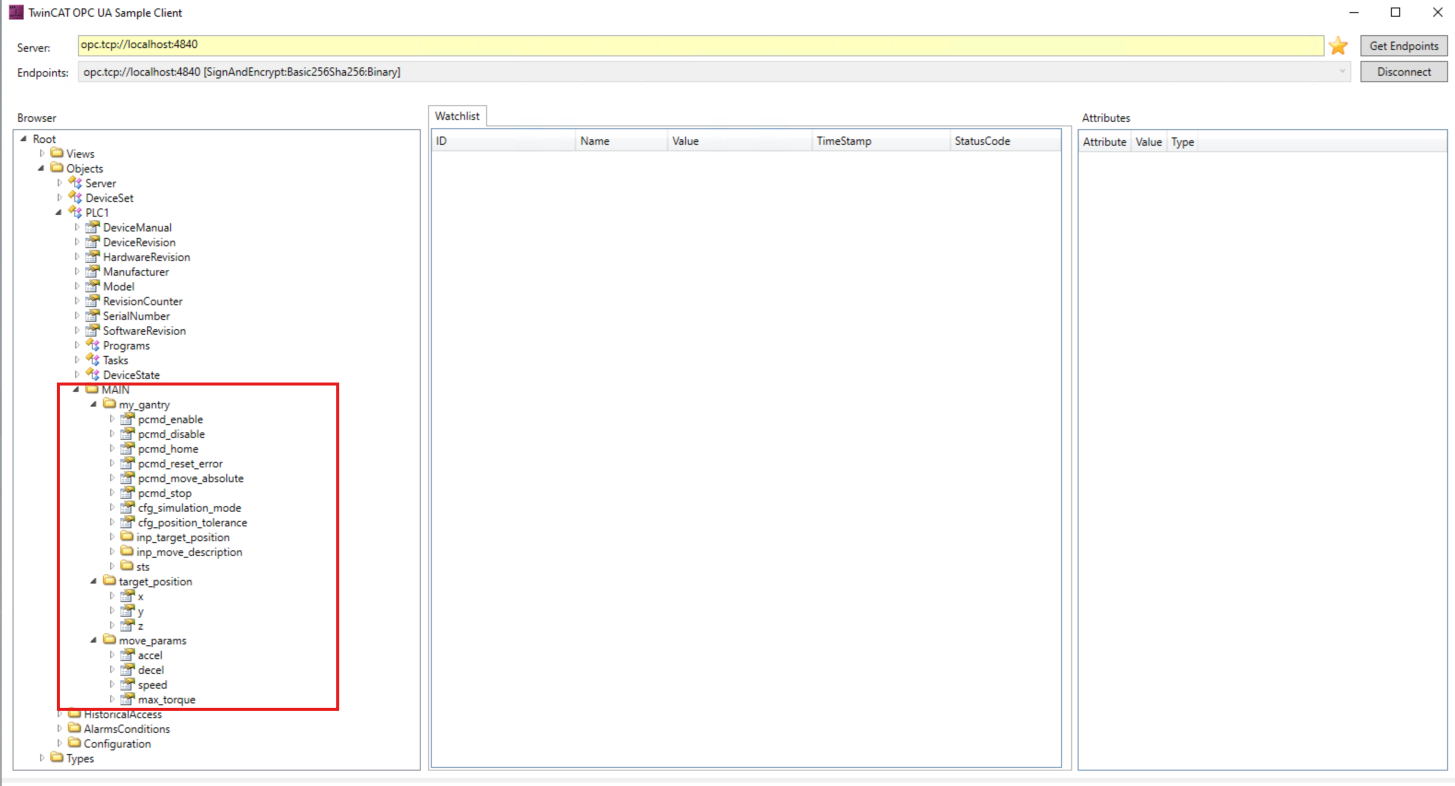 TwinCAT OPC UA Sample Client
Server: opc.tcp://localhost:4840 Get Endpoints
Endpoints: opc.tcp://localhost:4840 [SignAndEncrypt:Basic256Sha256:Binary] Disconnect
Browser
Root
Views
Objects
Server
DeviceSet
PLC1
DeviceManual
DeviceRevision
HardwareRevision
Manufacturer
Model
RevisionCounter
SerialNumber
SoftwareRevision
Programs
Tasks
DeviceState
MAIN
my_gantry
pcmd_enable
pcmd_disable
pcmd_home
pcmd_reset_error
pcmd_move_absolute
pcmd_stop
cfg_simulation_mode
cfg_position_tolerance
inp_target_position
inp_move_description
sts
target_position
x
y
z
move_params
accel
decel
speed
max_torque
HistoricalAccess
AlarmsConditions
Configuration
Types
Watchlist
ID Name Value TimeStamp StatusCode
Attributes
Attribute Value Type